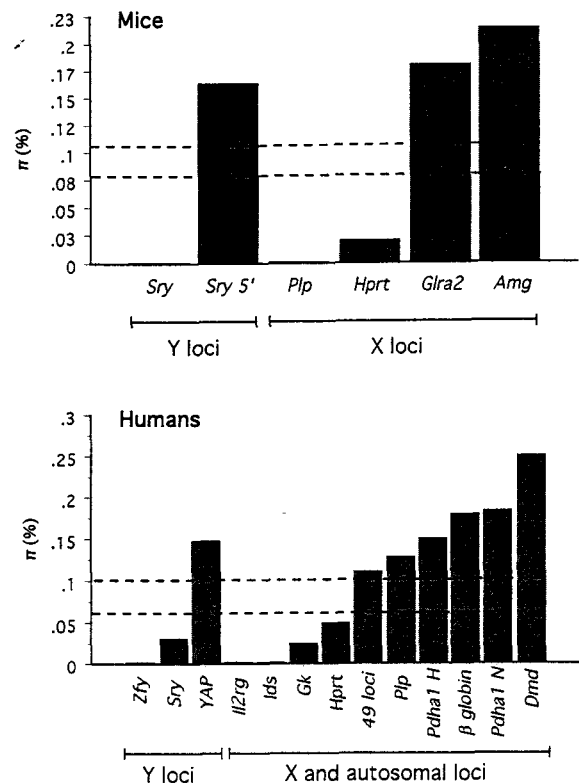 Mice
π (%)
.23
.2
.17
.15
.12
.1
.08
.05
.03
0
Sry Sry 5' Plp Hprt Glra2 Amg
Y loci X loci
Humans
π (%)
.3
.25
.2
.15
.1
.05
0
Zfy Sry YAP Il2rg Ids Gk Hprt 49 loci Plp Pdha1 H β globin Pdha1 N Dmd
Y loci X and autosomal loci